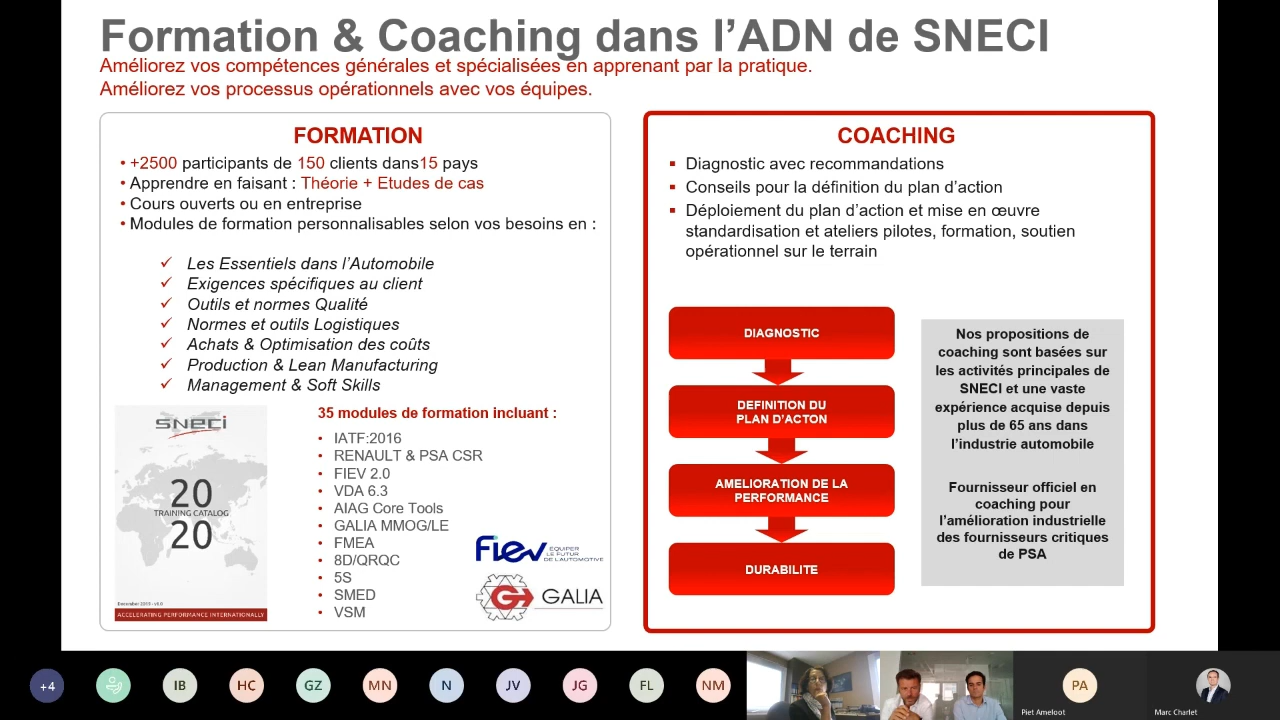 Formation & Coaching dans l’ADN de SNECI
Améliorez vos compétences générales et spécialisées en apprenant par la pratique.
Améliorez vos processus opérationnels avec vos équipes.
FORMATION
• +2500 participants de 150 clients dans15 pays
• Apprendre en faisant : Théorie + Etudes de cas
• Cours ouverts ou en entreprise
• Modules de formation personnalisables selon vos besoins en :
✓ Les Essentiels dans l’Automobile
✓ Exigences spécifiques au client
✓ Outils et normes Qualité
✓ Normes et outils Logistiques
✓ Achats & Optimisation des coûts
✓ Production & Lean Manufacturing
✓ Management & Soft Skills
sneci
20
TRAINING CATALOG
20
December 2019 - v8.0
ACCELERATING PERFORMANCE INTERNATIONALLY
35 modules de formation incluant :
• IATF:2016
• RENAULT & PSA CSR
• FIEV 2.0
• VDA 6.3
• AIAG Core Tools
• GALIA MMOG/LE
• FMEA
• 8D/QRQC
• 5S
• SMED
• VSM
Fiev
EQUIPER
LE FUTUR
DE L'AUTOMOTIVE
GALIA
COACHING
▪ Diagnostic avec recommandations
▪ Conseils pour la définition du plan d’action
▪ Déploiement du plan d’action et mise en œuvre
standardisation et ateliers pilotes, formation, soutien
opérationnel sur le terrain
DIAGNOSTIC
DEFINITION DU
PLAN D’ACTON
AMELIORATION DE LA
PERFORMANCE
DURABILITE
Nos propositions de
coaching sont basées sur
les activités principales de
SNECI et une vaste
expérience acquise depuis
plus de 65 ans dans
l’industrie automobile
Fournisseur officiel en
coaching pour
l’amélioration industrielle
des fournisseurs critiques
de PSA
+4
IB
HC
GZ
MN
N
JV
JG
FL
NM
PA
Piet Ameloot
Marc Charlet